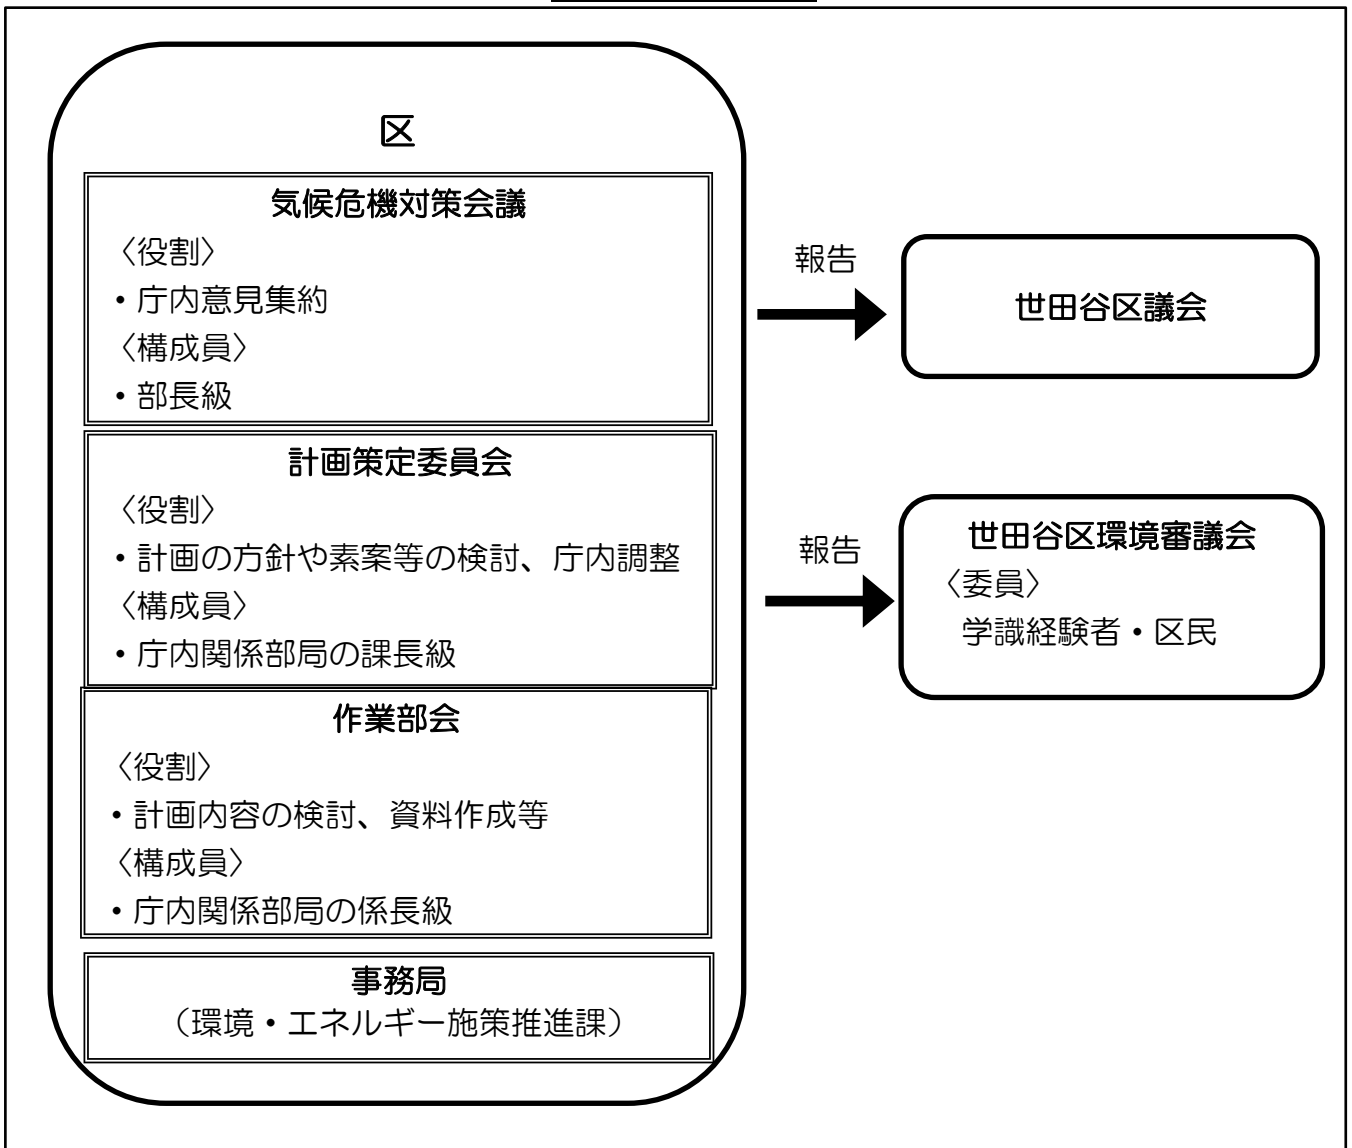 区
気候危機対策会議
〈役割〉
・庁内意見集約
〈構成員〉
・部長級
計画策定委員会
〈役割〉
・計画の方針や素案等の検討、庁内調整
〈構成員〉
・庁内関係部局の課長級
作業部会
〈役割〉
・計画内容の検討、資料作成等
〈構成員〉
・庁内関係部局の係長級
事務局
（環境・エネルギー施策推進課）
報告
世田谷区議会
報告
世田谷区環境審議会
〈委員〉
学識経験者・区民